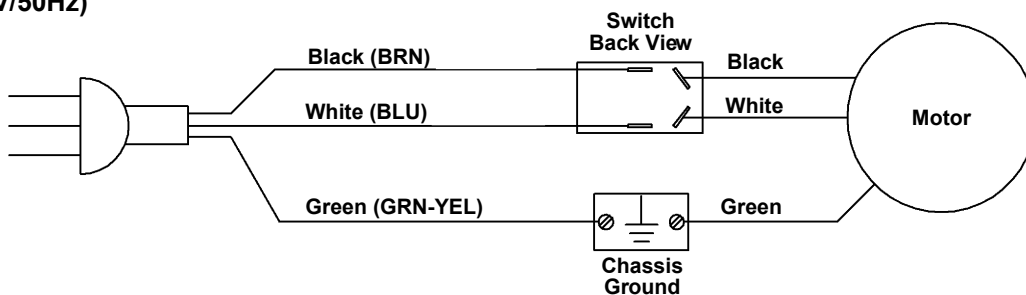 /50Hz)
Switch
Back View
Black (BRN)
Black
White (BLU)
White
Motor
Green (GRN-YEL)
Green
Chassis
Ground